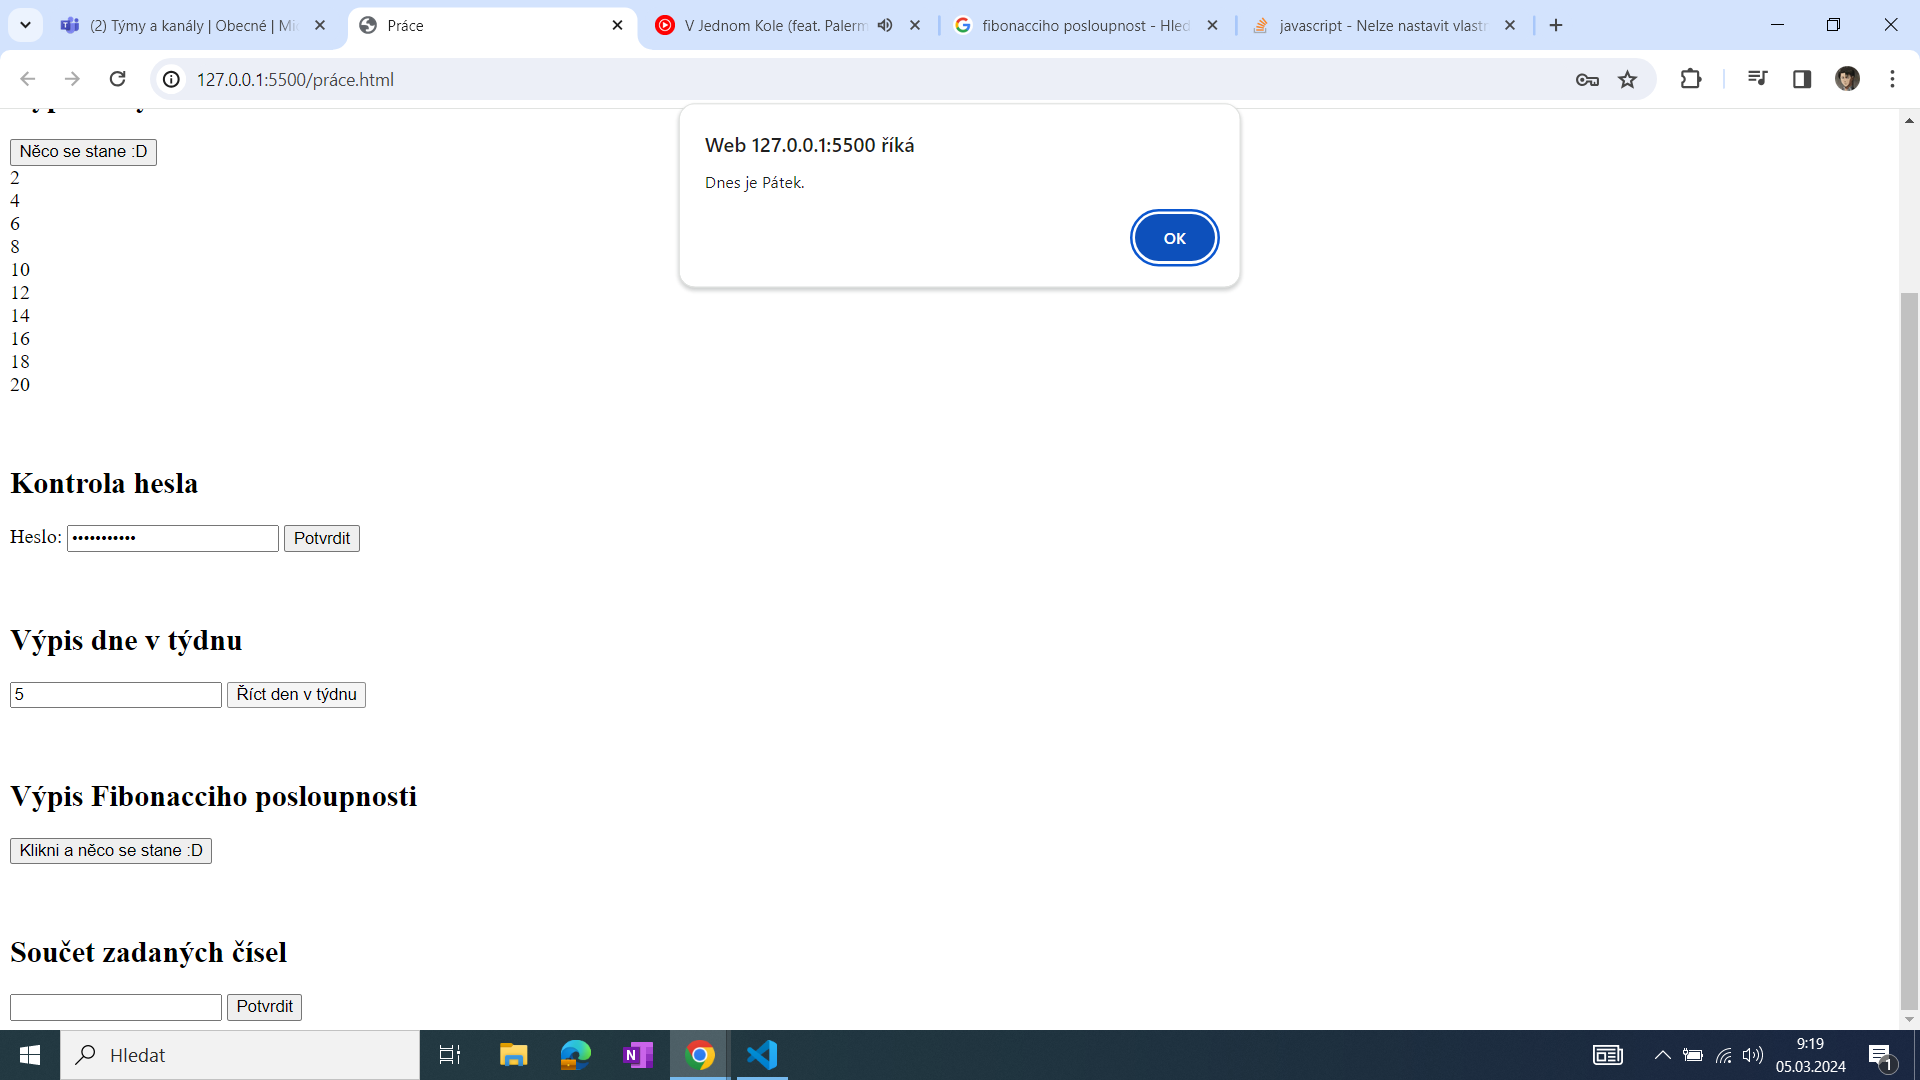 (2) Týmy a kanály | Obecné | Mi
Práce
V Jednom Kole (feat. Palerm
fibonacciho posloupnost - Hled
javascript - Nelze nastavit vlastn
127.0.0.1:5500/práce.html
Web 127.0.0.1:5500 říká
Dnes je Pátek.
OK
Něco se stane :D
2
4
6
8
10
12
14
16
18
20
Kontrola hesla
Heslo: ••••••••••• Potvrdit
Výpis dne v týdnu
5 Říct den v týdnu
Výpis Fibonacciho posloupnosti
Klikni a něco se stane :D
Součet zadaných čísel
Potvrdit
Hledat
N
9:19
05.03.2024
1